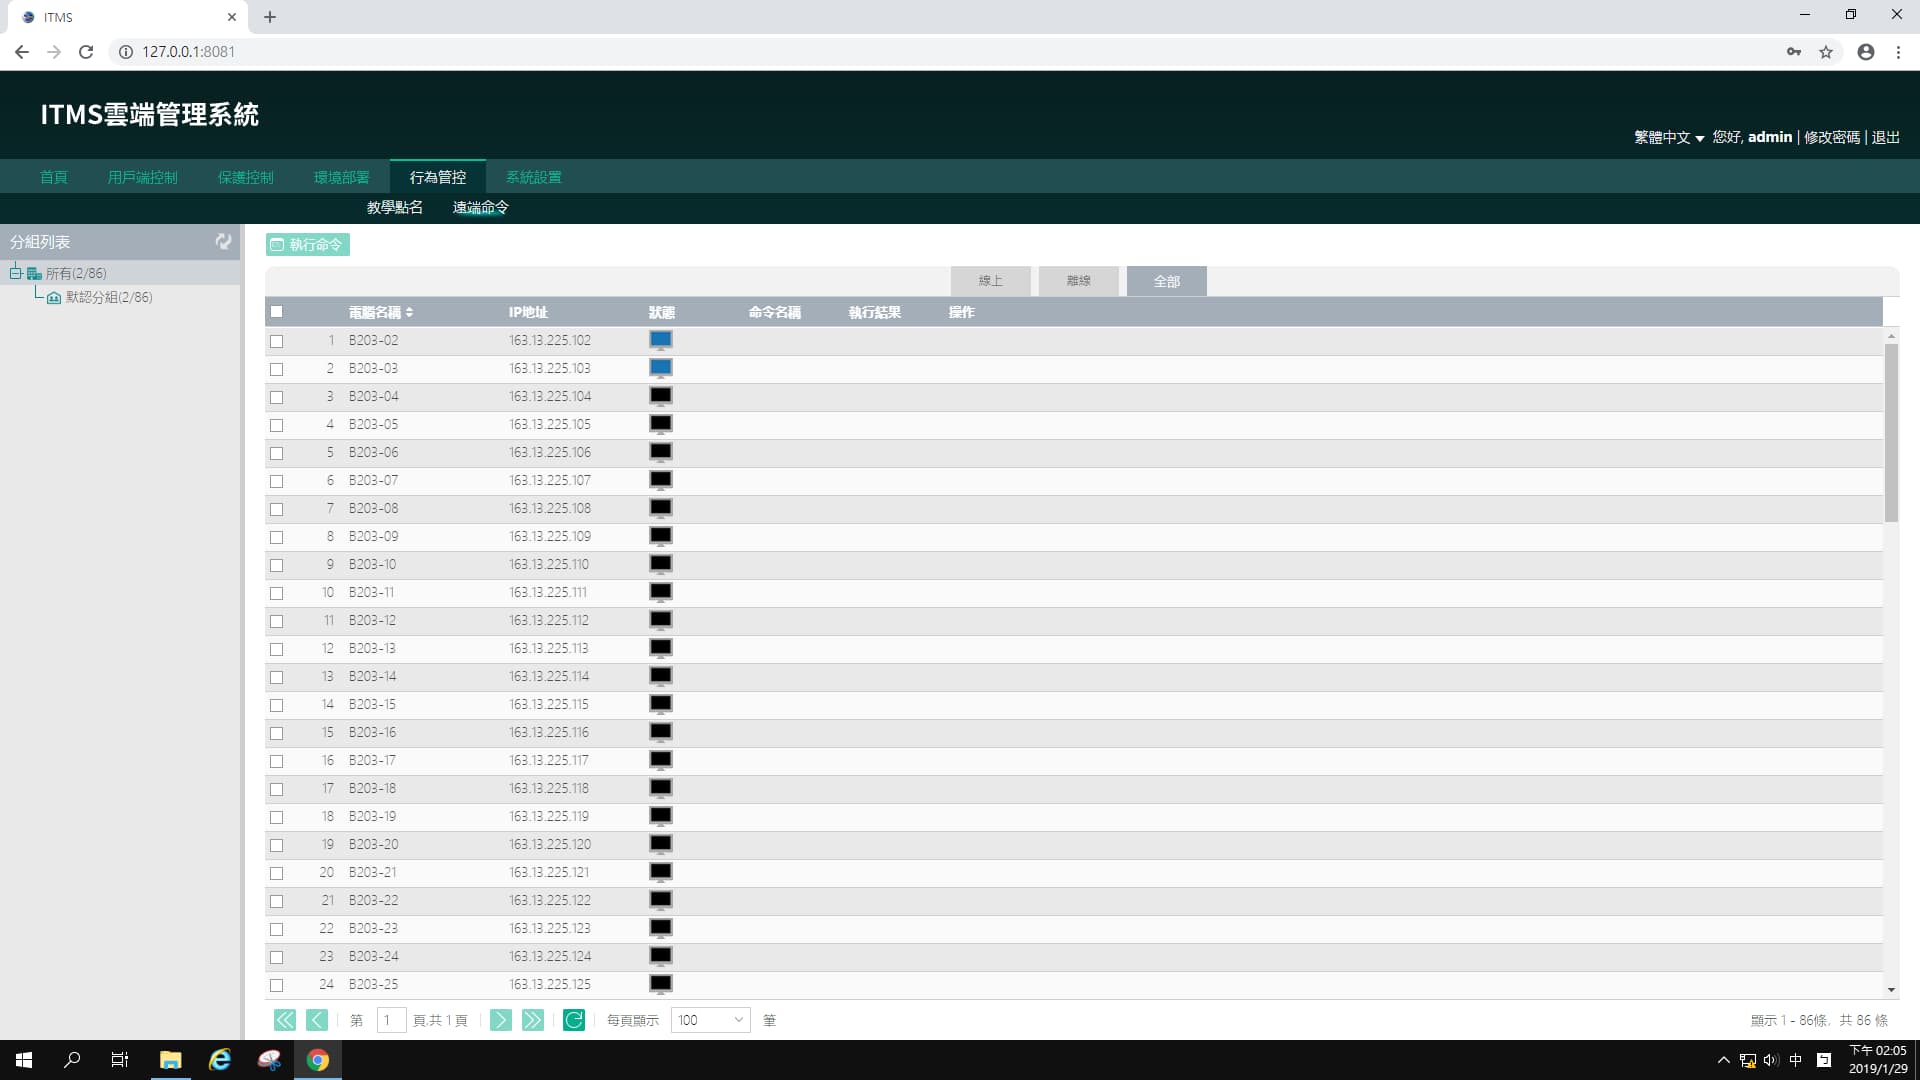 ITMS
127.0.0.1:8081
ITMS雲端管理系統
繁體中文 您好, admin | 修改密碼 | 退出
首頁 用戶端控制 保護控制 環境部署 行為管控 系統設置
教學點名 遠端命令
分組列表
所有(2/86)
默認分組(2/86)
執行命令
線上 離線 全部
電腦名稱 IP地址 狀態 命令名稱 執行結果 操作
1 B203-02 163.13.225.102
2 B203-03 163.13.225.103
3 B203-04 163.13.225.104
4 B203-05 163.13.225.105
5 B203-06 163.13.225.106
6 B203-07 163.13.225.107
7 B203-08 163.13.225.108
8 B203-09 163.13.225.109
9 B203-10 163.13.225.110
10 B203-11 163.13.225.111
11 B203-12 163.13.225.112
12 B203-13 163.13.225.113
13 B203-14 163.13.225.114
14 B203-15 163.13.225.115
15 B203-16 163.13.225.116
16 B203-17 163.13.225.117
17 B203-18 163.13.225.118
18 B203-19 163.13.225.119
19 B203-20 163.13.225.120
20 B203-21 163.13.225.121
21 B203-22 163.13.225.122
22 B203-23 163.13.225.123
23 B203-24 163.13.225.124
24 B203-25 163.13.225.125
第 1 頁,共 1 頁 每頁顯示 100 筆
顯示 1 - 86條, 共 86 條
中
下午 02:05
2019/1/29